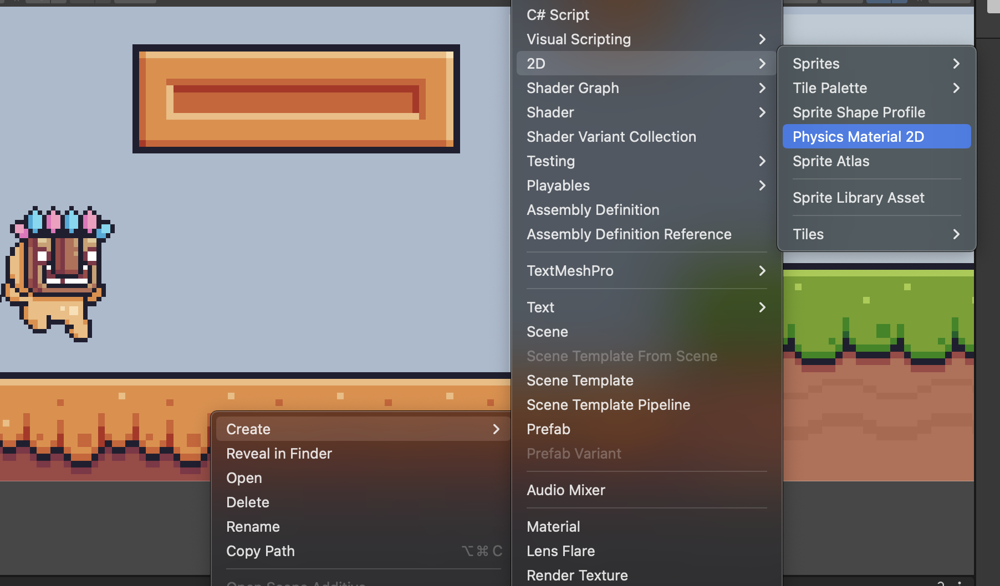 Create
Reveal in Finder
Open
Delete
Rename
Copy Path ⌥⌘C
C# Script
Visual Scripting
2D
Shader Graph
Shader
Shader Variant Collection
Testing
Playables
Assembly Definition
Assembly Definition Reference
TextMeshPro
Text
Scene
Scene Template From Scene
Scene Template
Scene Template Pipeline
Prefab
Prefab Variant
Audio Mixer
Material
Lens Flare
Render Texture
Sprites
Tile Palette
Sprite Shape Profile
Physics Material 2D
Sprite Atlas
Sprite Library Asset
Tiles